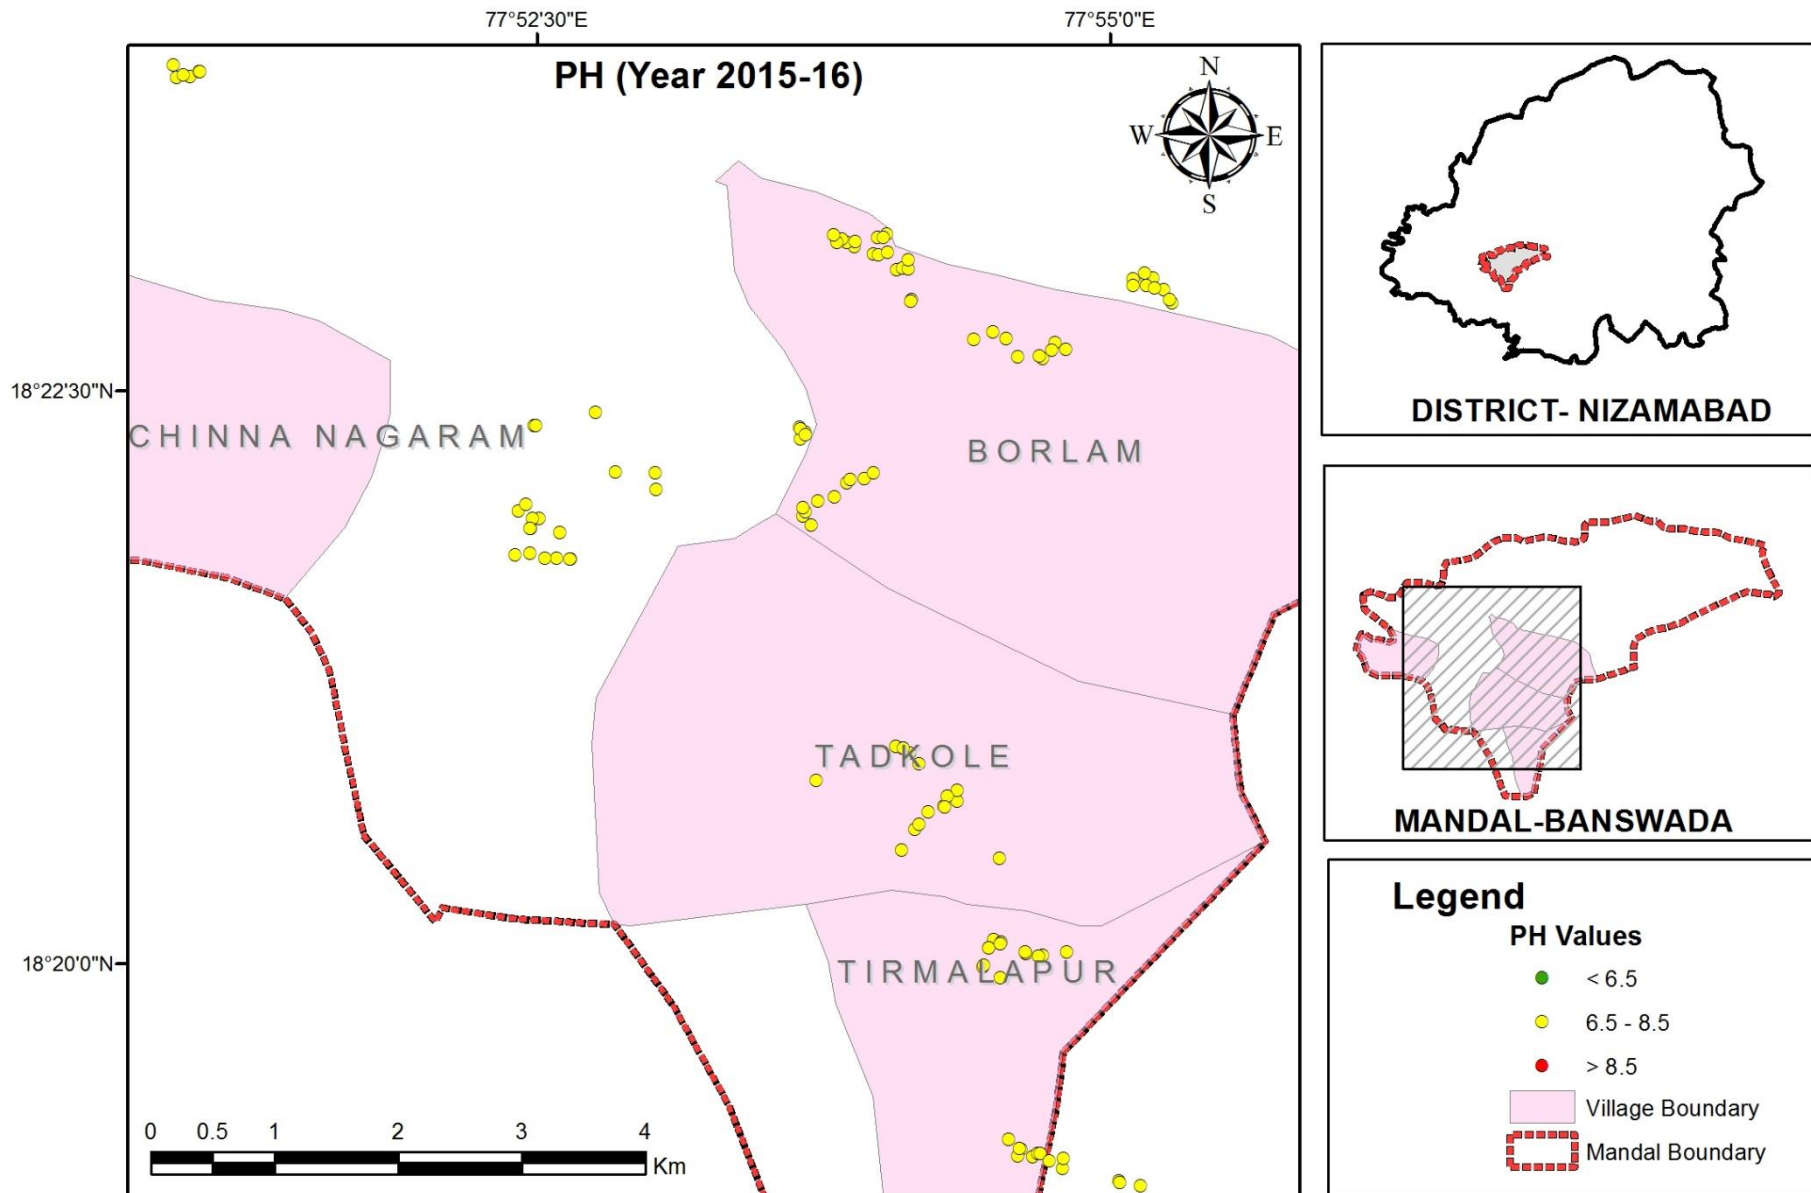 77°52'30"E
77°55'0"E
PH (Year 2015-16)
N
W
E
S
18°22'30"N
CHINNA NAGARAM
BORLAM
TADKOLE
18°20'0"N
TIRMALAPUR
0 0.5 1 2 3 4
Km
DISTRICT- NIZAMABAD
MANDAL-BANSWADA
Legend
PH Values
< 6.5
6.5 - 8.5
> 8.5
Village Boundary
Mandal Boundary